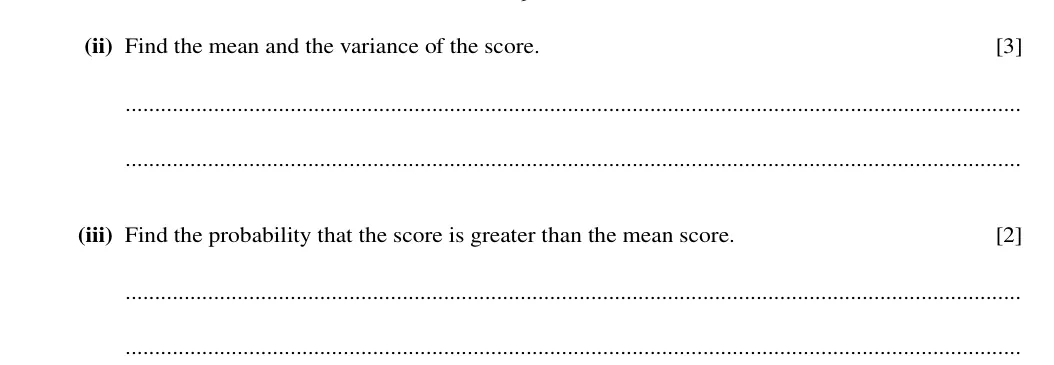 (ii) Find the mean and the variance of the score. [3]
(iii) Find the probability that the score is greater than the mean score. [2]